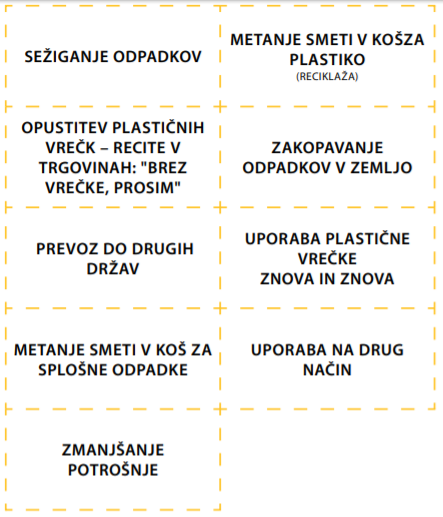 SEŽIGANJE ODPADKOV
METANJE SMETI V KOŠZA
PLASTIKO
(RECIKLAŽA)
OPUSTITEV PLASTIČNIH
VREČK – RECITE V
TRGOVINAH: "BREZ
VREČKE, PROSIM"
ZAKOPAVANJE
ODPADKOV V ZEMLJO
PREVOZ DO DRUGIH
DRŽAV
UPORABA PLASTIČNE
VREČKE
ZNOVA IN ZNOVA
METANJE SMETI V KOŠ ZA
SPLOŠNE ODPADKE
UPORABA NA DRUG
NAČIN
ZMANJŠANJE
POTROŠNJE